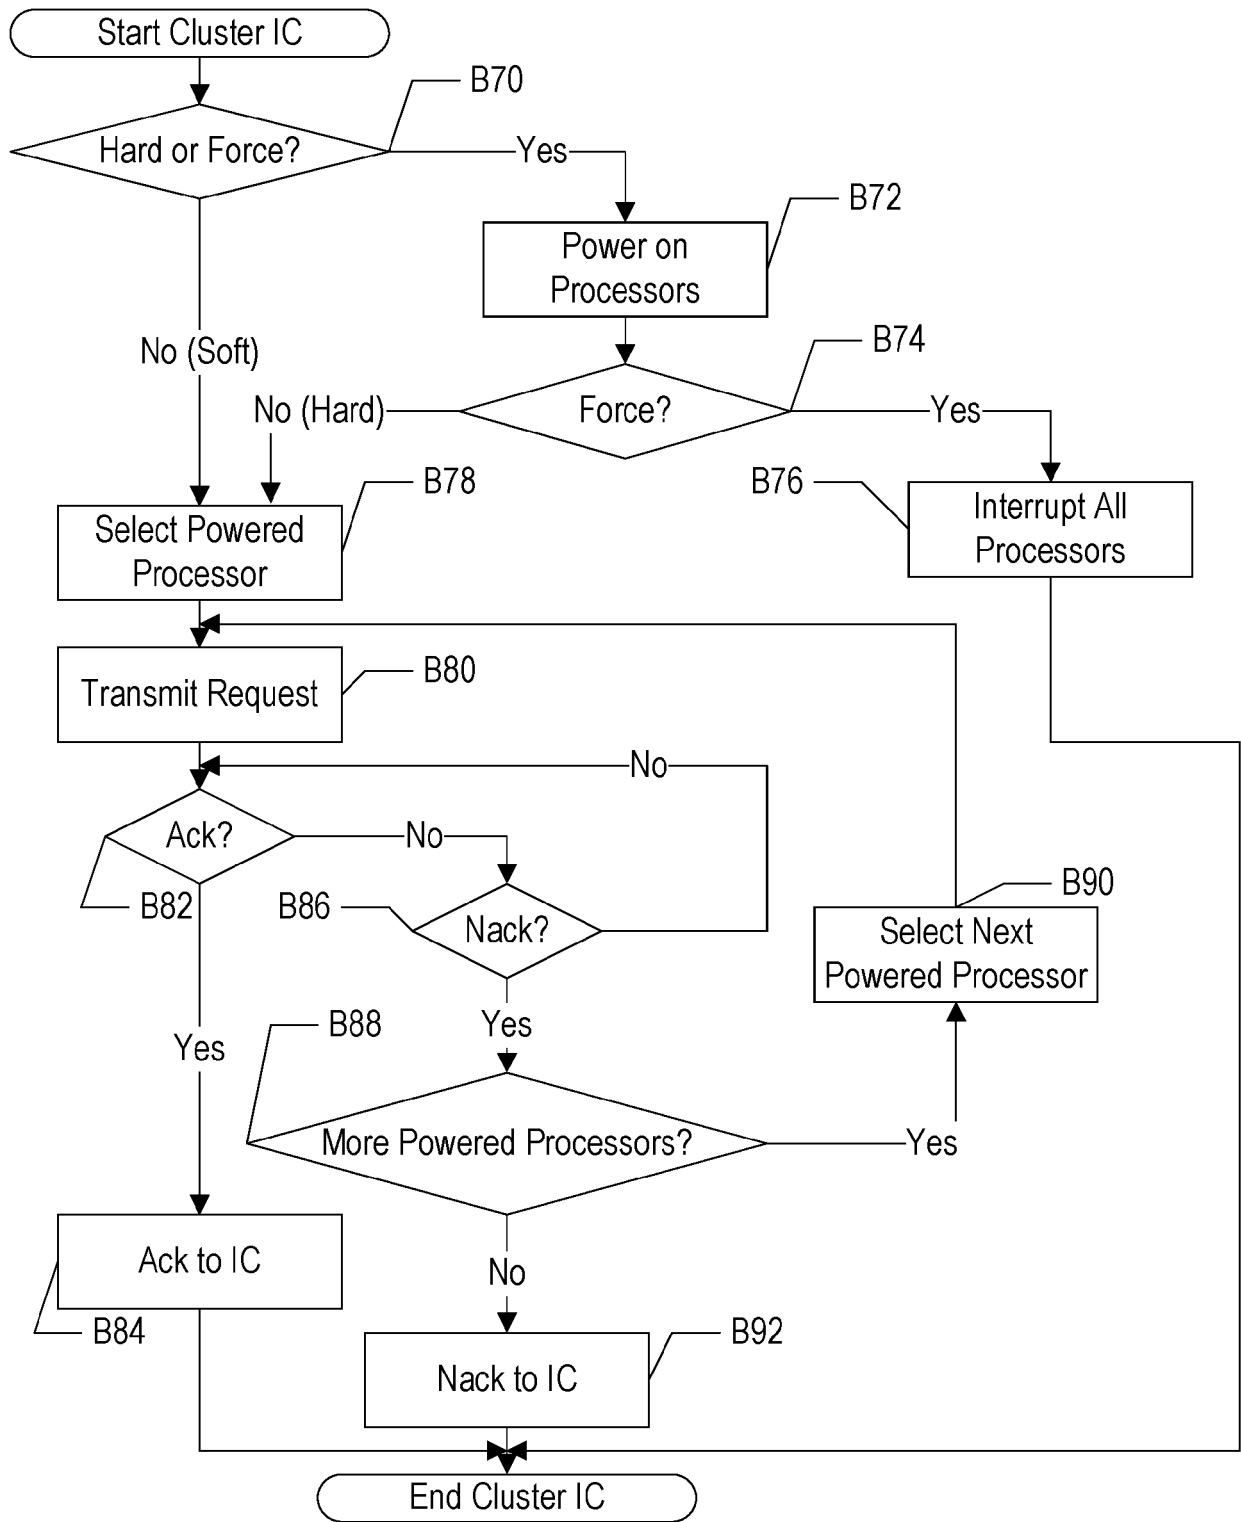 Start Cluster IC
B70
Hard or Force?
Yes
B72
Power on
Processors
No (Soft)
B74
No (Hard)
Force?
Yes
B78
B76
Interrupt All
Processors
Select Powered
Processor
B80
Transmit Request
No
Ack?
No
B82
B86
B90
Nack?
Select Next
Powered Processor
B88
Yes
Yes
More Powered Processors?
Yes
Ack to IC
No
B84
B92
Nack to IC
End Cluster IC